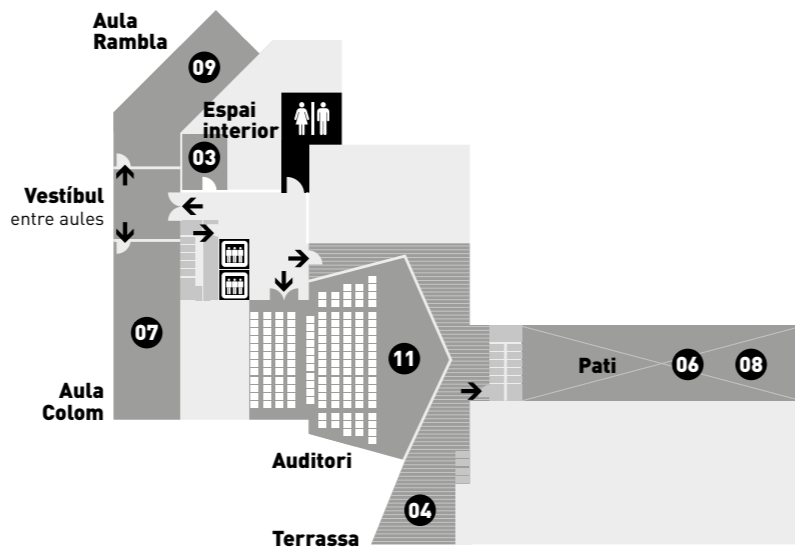 Aula
Rambla
09
Espai
interior
03
Vestíbul
entre aules
07
11
Pati
06
08
Aula
Colom
Auditori
04
Terrassa